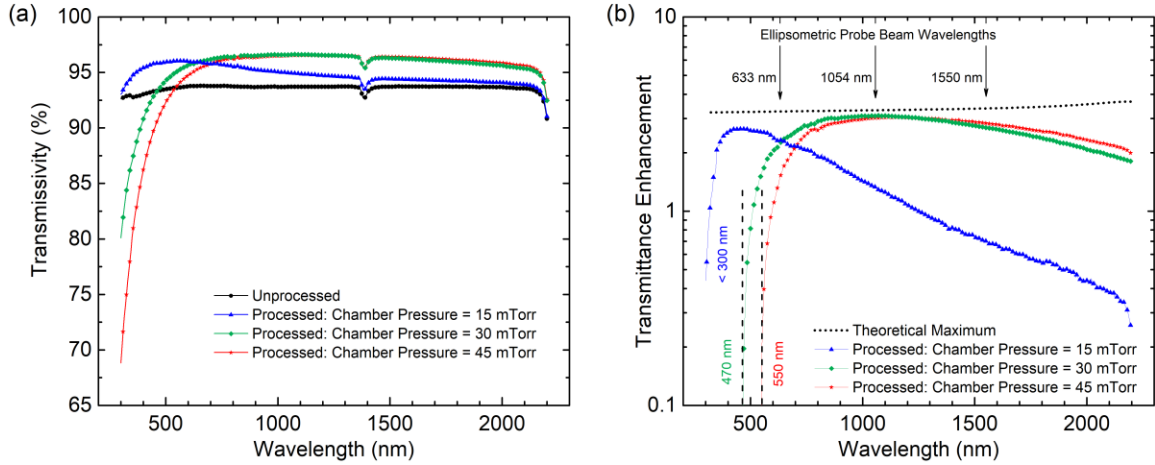 (a)
100
95
90
85
80
75
70
65
Transmissivity (%)
Unprocessed
Processed: Chamber Pressure = 15 mTorr
Processed: Chamber Pressure = 30 mTorr
Processed: Chamber Pressure = 45 mTorr
500 1000 1500 2000
Wavelength (nm)
(b)
10
1
0.1
Transmittance Enhancement
Ellipsometric Probe Beam Wavelengths
633 nm 1054 nm 1550 nm
< 300 nm
470 nm
550 nm
Theoretical Maximum
Processed: Chamber Pressure = 15 mTorr
Processed: Chamber Pressure = 30 mTorr
Processed: Chamber Pressure = 45 mTorr
500 1000 1500 2000
Wavelength (nm)